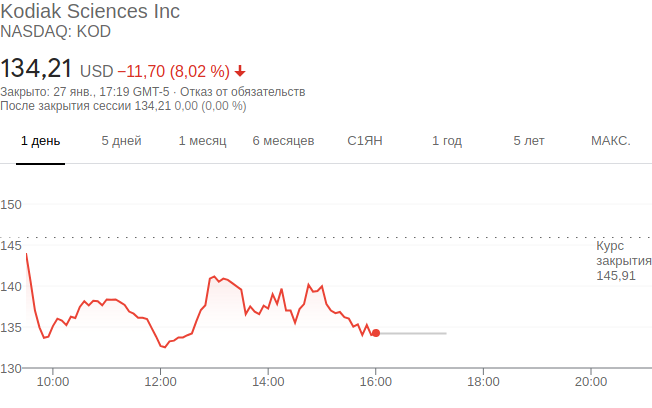 Kodiak Sciences Inc
NASDAQ: KOD
134,21 USD −11,70 (8,02 %)
Закрыто: 27 янв., 17:19 GMT-5 · Отказ от обязательств
После закрытия сессии 134,21 0,00 (0,00 %)
1 день 5 дней 1 месяц 6 месяцев С1ЯН 1 год 5 лет МАКС.
150
145
Курс
закрытия
145,91
140
135
130
10:00 12:00 14:00 16:00 18:00 20:00